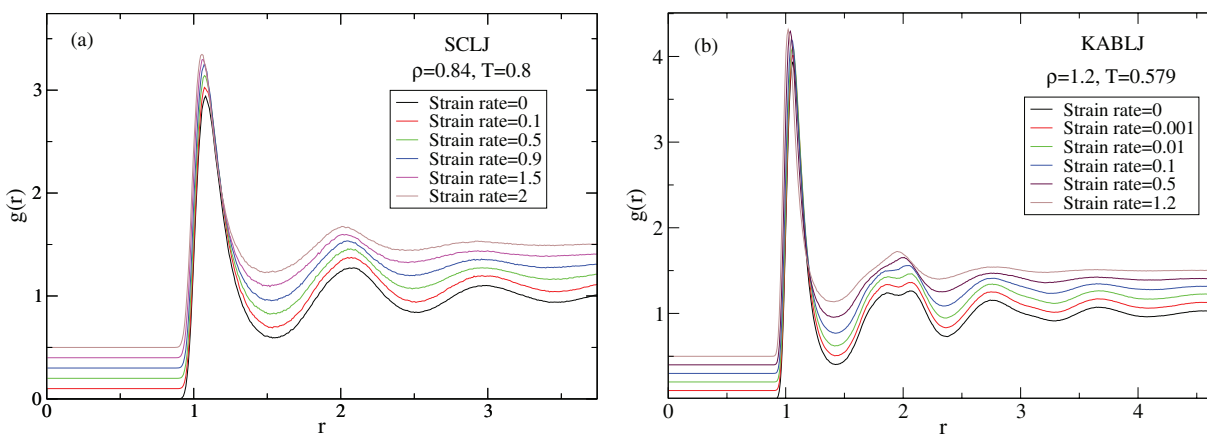 (a)
SCLJ
ρ=0.84, T=0.8
Strain rate=0
Strain rate=0.1
Strain rate=0.5
Strain rate=0.9
Strain rate=1.5
Strain rate=2
g(r)
3
2
1
0
0 1 2 3
r
(b)
KABLJ
ρ=1.2, T=0.579
Strain rate=0
Strain rate=0.001
Strain rate=0.01
Strain rate=0.1
Strain rate=0.5
Strain rate=1.2
g(r)
4
3
2
1
0 1 2 3 4
r